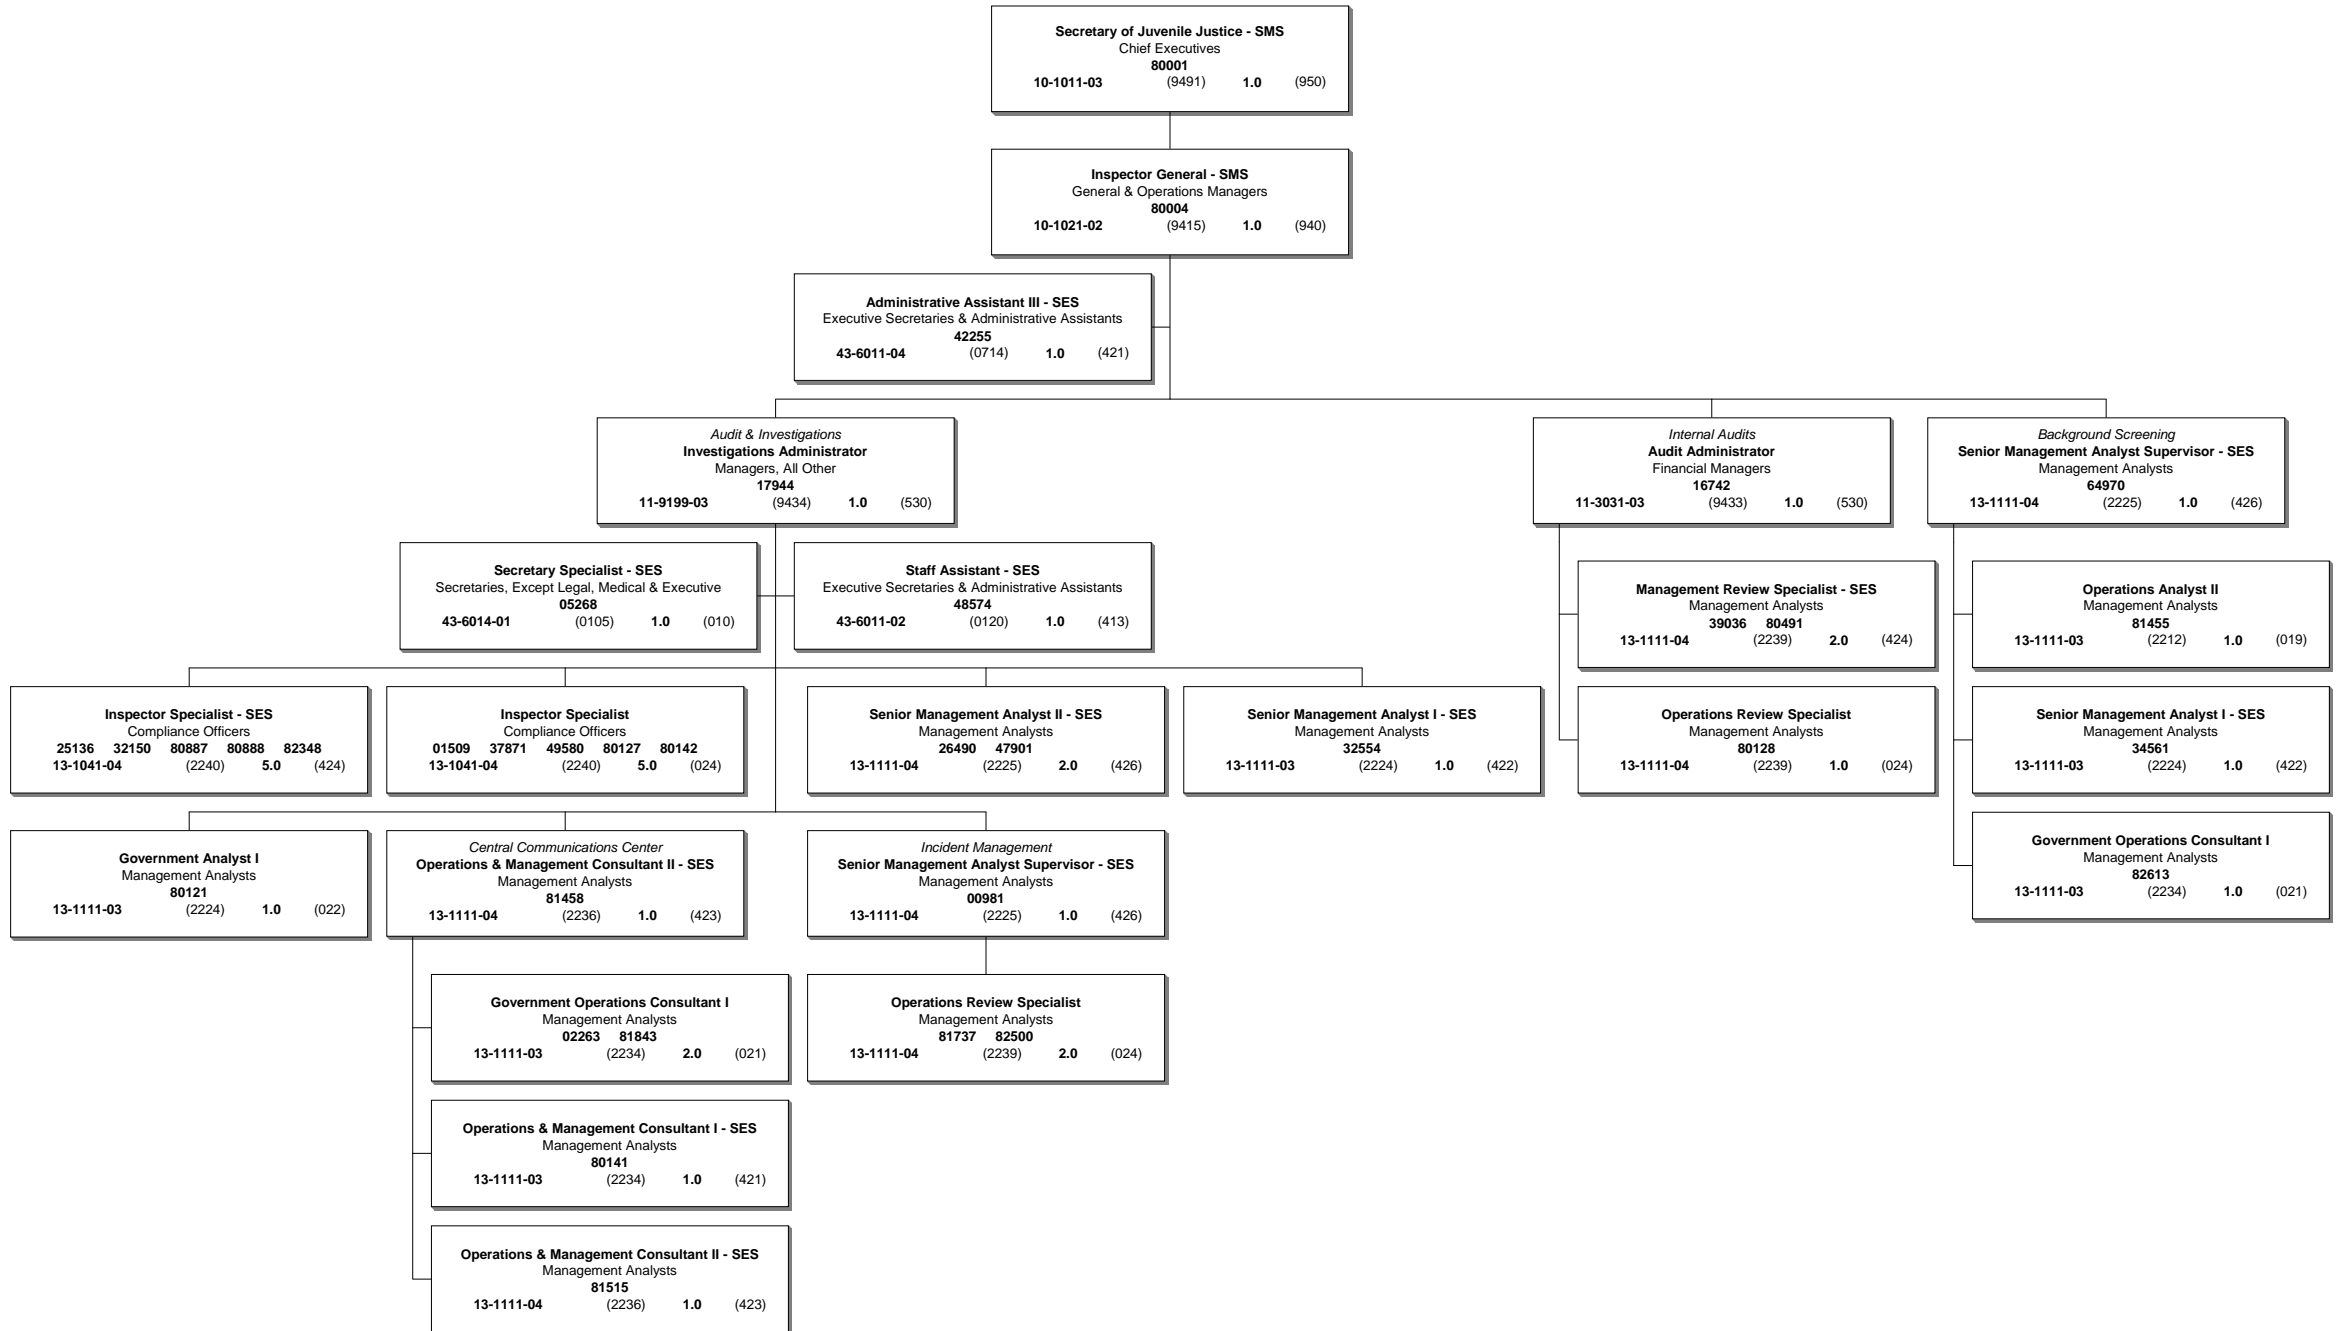 Secretary of Juvenile Justice - SMS
Chief Executives
80001
10-1011-03 (9491) 1.0 (950)
Inspector General - SMS
General & Operations Managers
80004
10-1021-02 (9415) 1.0 (940)
Administrative Assistant III - SES
Executive Secretaries & Administrative Assistants
42255
43-6011-04 (0714) 1.0 (421)
Audit & Investigations
Investigations Administrator
Managers, All Other
17944
11-9199-03 (9434) 1.0 (530)
Internal Audits
Audit Administrator
Financial Managers
16742
11-3031-03 (9433) 1.0 (530)
Background Screening
Senior Management Analyst Supervisor - SES
Management Analysts
64970
13-1111-04 (2225) 1.0 (426)
Secretary Specialist - SES
Secretaries, Except Legal, Medical & Executive
05268
43-6014-01 (0105) 1.0 (010)
Staff Assistant - SES
Executive Secretaries & Administrative Assistants
48574
43-6011-02 (0120) 1.0 (413)
Management Review Specialist - SES
Management Analysts
39036 80491
13-1111-04 (2239) 2.0 (424)
Operations Analyst II
Management Analysts
81455
13-1111-03 (2212) 1.0 (019)
Inspector Specialist - SES
Compliance Officers
25136 32150 80887 80888 82348
13-1041-04 (2240) 5.0 (424)
Inspector Specialist
Compliance Officers
01509 37871 49580 80127 80142
13-1041-04 (2240) 5.0 (024)
Senior Management Analyst II - SES
Management Analysts
26490 47901
13-1111-04 (2225) 2.0 (426)
Senior Management Analyst I - SES
Management Analysts
32554
13-1111-03 (2224) 1.0 (422)
Operations Review Specialist
Management Analysts
80128
13-1111-04 (2239) 1.0 (024)
Senior Management Analyst I - SES
Management Analysts
34561
13-1111-03 (2224) 1.0 (422)
Government Analyst I
Management Analysts
80121
13-1111-03 (2224) 1.0 (022)
Central Communications Center
Operations & Management Consultant II - SES
Management Analysts
81458
13-1111-04 (2236) 1.0 (423)
Incident Management
Senior Management Analyst Supervisor - SES
Management Analysts
00981
13-1111-04 (2225) 1.0 (426)
Government Operations Consultant I
Management Analysts
82613
13-1111-03 (2234) 1.0 (021)
Government Operations Consultant I
Management Analysts
02263 81843
13-1111-03 (2234) 2.0 (021)
Operations Review Specialist
Management Analysts
81737 82500
13-1111-04 (2239) 2.0 (024)
Operations & Management Consultant I - SES
Management Analysts
80141
13-1111-03 (2234) 1.0 (421)
Operations & Management Consultant II - SES
Management Analysts
81515
13-1111-04 (2236) 1.0 (423)